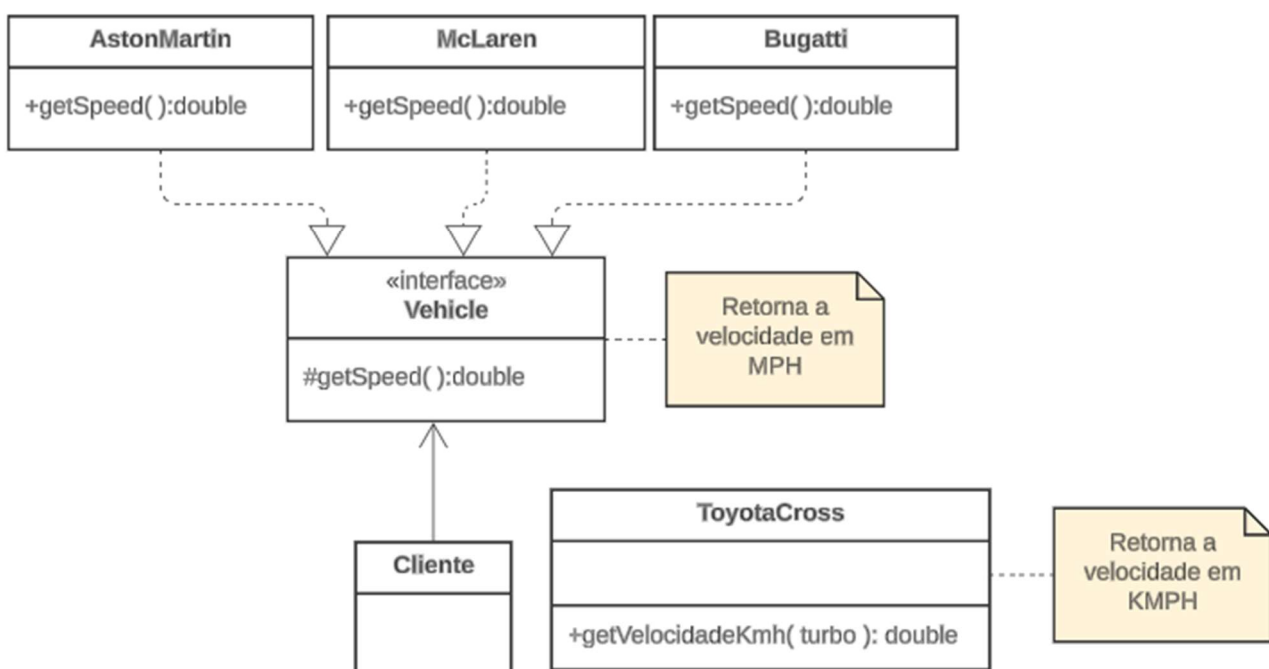 AstonMartin
+getSpeed( ):double
McLaren
+getSpeed( ):double
Bugatti
+getSpeed( ):double
«interface»
Vehicle
#getSpeed( ):double
Retorna a
velocidade em
MPH
Cliente
ToyotaCross
+getVelocidadeKmh( turbo ): double
Retorna a
velocidade em
KMPH